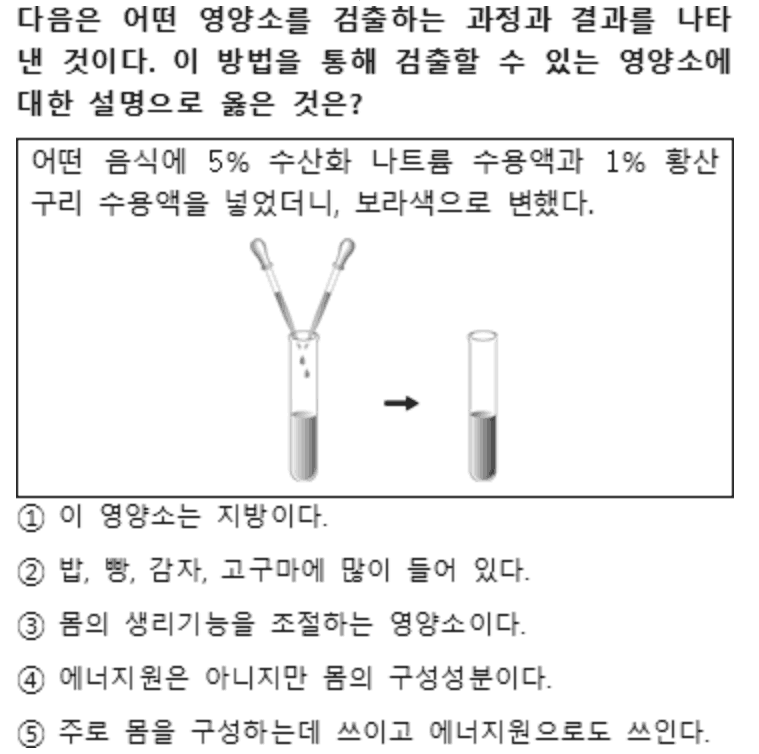 다음은 어떤 영양소를 검출하는 과정과 결과를 나타
낸 것이다. 이 방법을 통해 검출할 수 있는 영양소에
대한 설명으로 옳은 것은?
어떤 음식에 5% 수산화 나트륨 수용액과 1% 황산
구리 수용액을 넣었더니, 보라색으로 변했다.
① 이 영양소는 지방이다.
② 밥, 빵, 감자, 고구마에 많이 들어 있다.
③ 몸의 생리기능을 조절하는 영양소이다.
④ 에너지원은 아니지만 몸의 구성성분이다.
⑤ 주로 몸을 구성하는데 쓰이고 에너지원으로도 쓰인다.